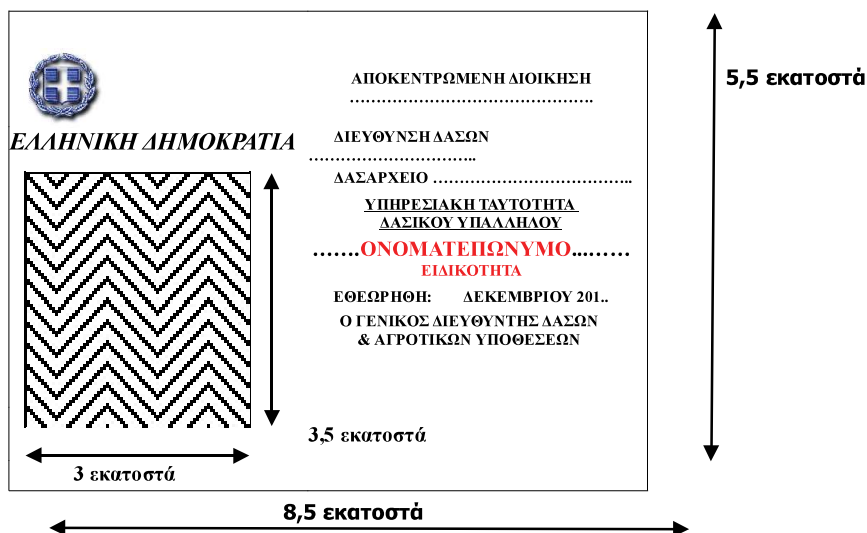 ΕΛΛΗΝΙΚΗ ΔΗΜΟΚΡΑΤΙΑ
3 εκατοστά
3,5 εκατοστά
ΑΠΟΚΕΝΤΡΩΜΕΝΗ ΔΙΟΙΚΗΣΗ
……………………………………….
ΔΙΕΥΘΥΝΣΗ ΔΑΣΩΝ
…………………………..
ΔΑΣΑΡΧΕΙΟ ………………………………..
ΥΠΗΡΕΣΙΑΚΗ ΤΑΥΤΟΤΗΤΑ
ΔΑΣΙΚΟΥ ΥΠΑΛΛΗΛΟΥ
…….ΟΝΟΜΑΤΕΠΩΝΥΜΟ...……
ΕΙΔΙΚΟΤΗΤΑ
ΕΘΕΩΡΗΘΗ: ΔΕΚΕΜΒΡΙΟΥ 201..
Ο ΓΕΝΙΚΟΣ ΔΙΕΥΘΥΝΤΗΣ ΔΑΣΩΝ
& ΑΓΡΟΤΙΚΩΝ ΥΠΟΘΕΣΕΩΝ
5,5 εκατοστά
8,5 εκατοστά